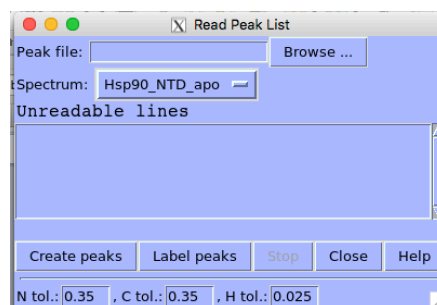 Read Peak List
Peak file: Browse ...
Spectrum: Hsp90_NTD_apo
Unreadable lines
Create peaks Label peaks Stop Close Help
N tol.: 0.35 , C tol.: 0.35 , H tol.: 0.025